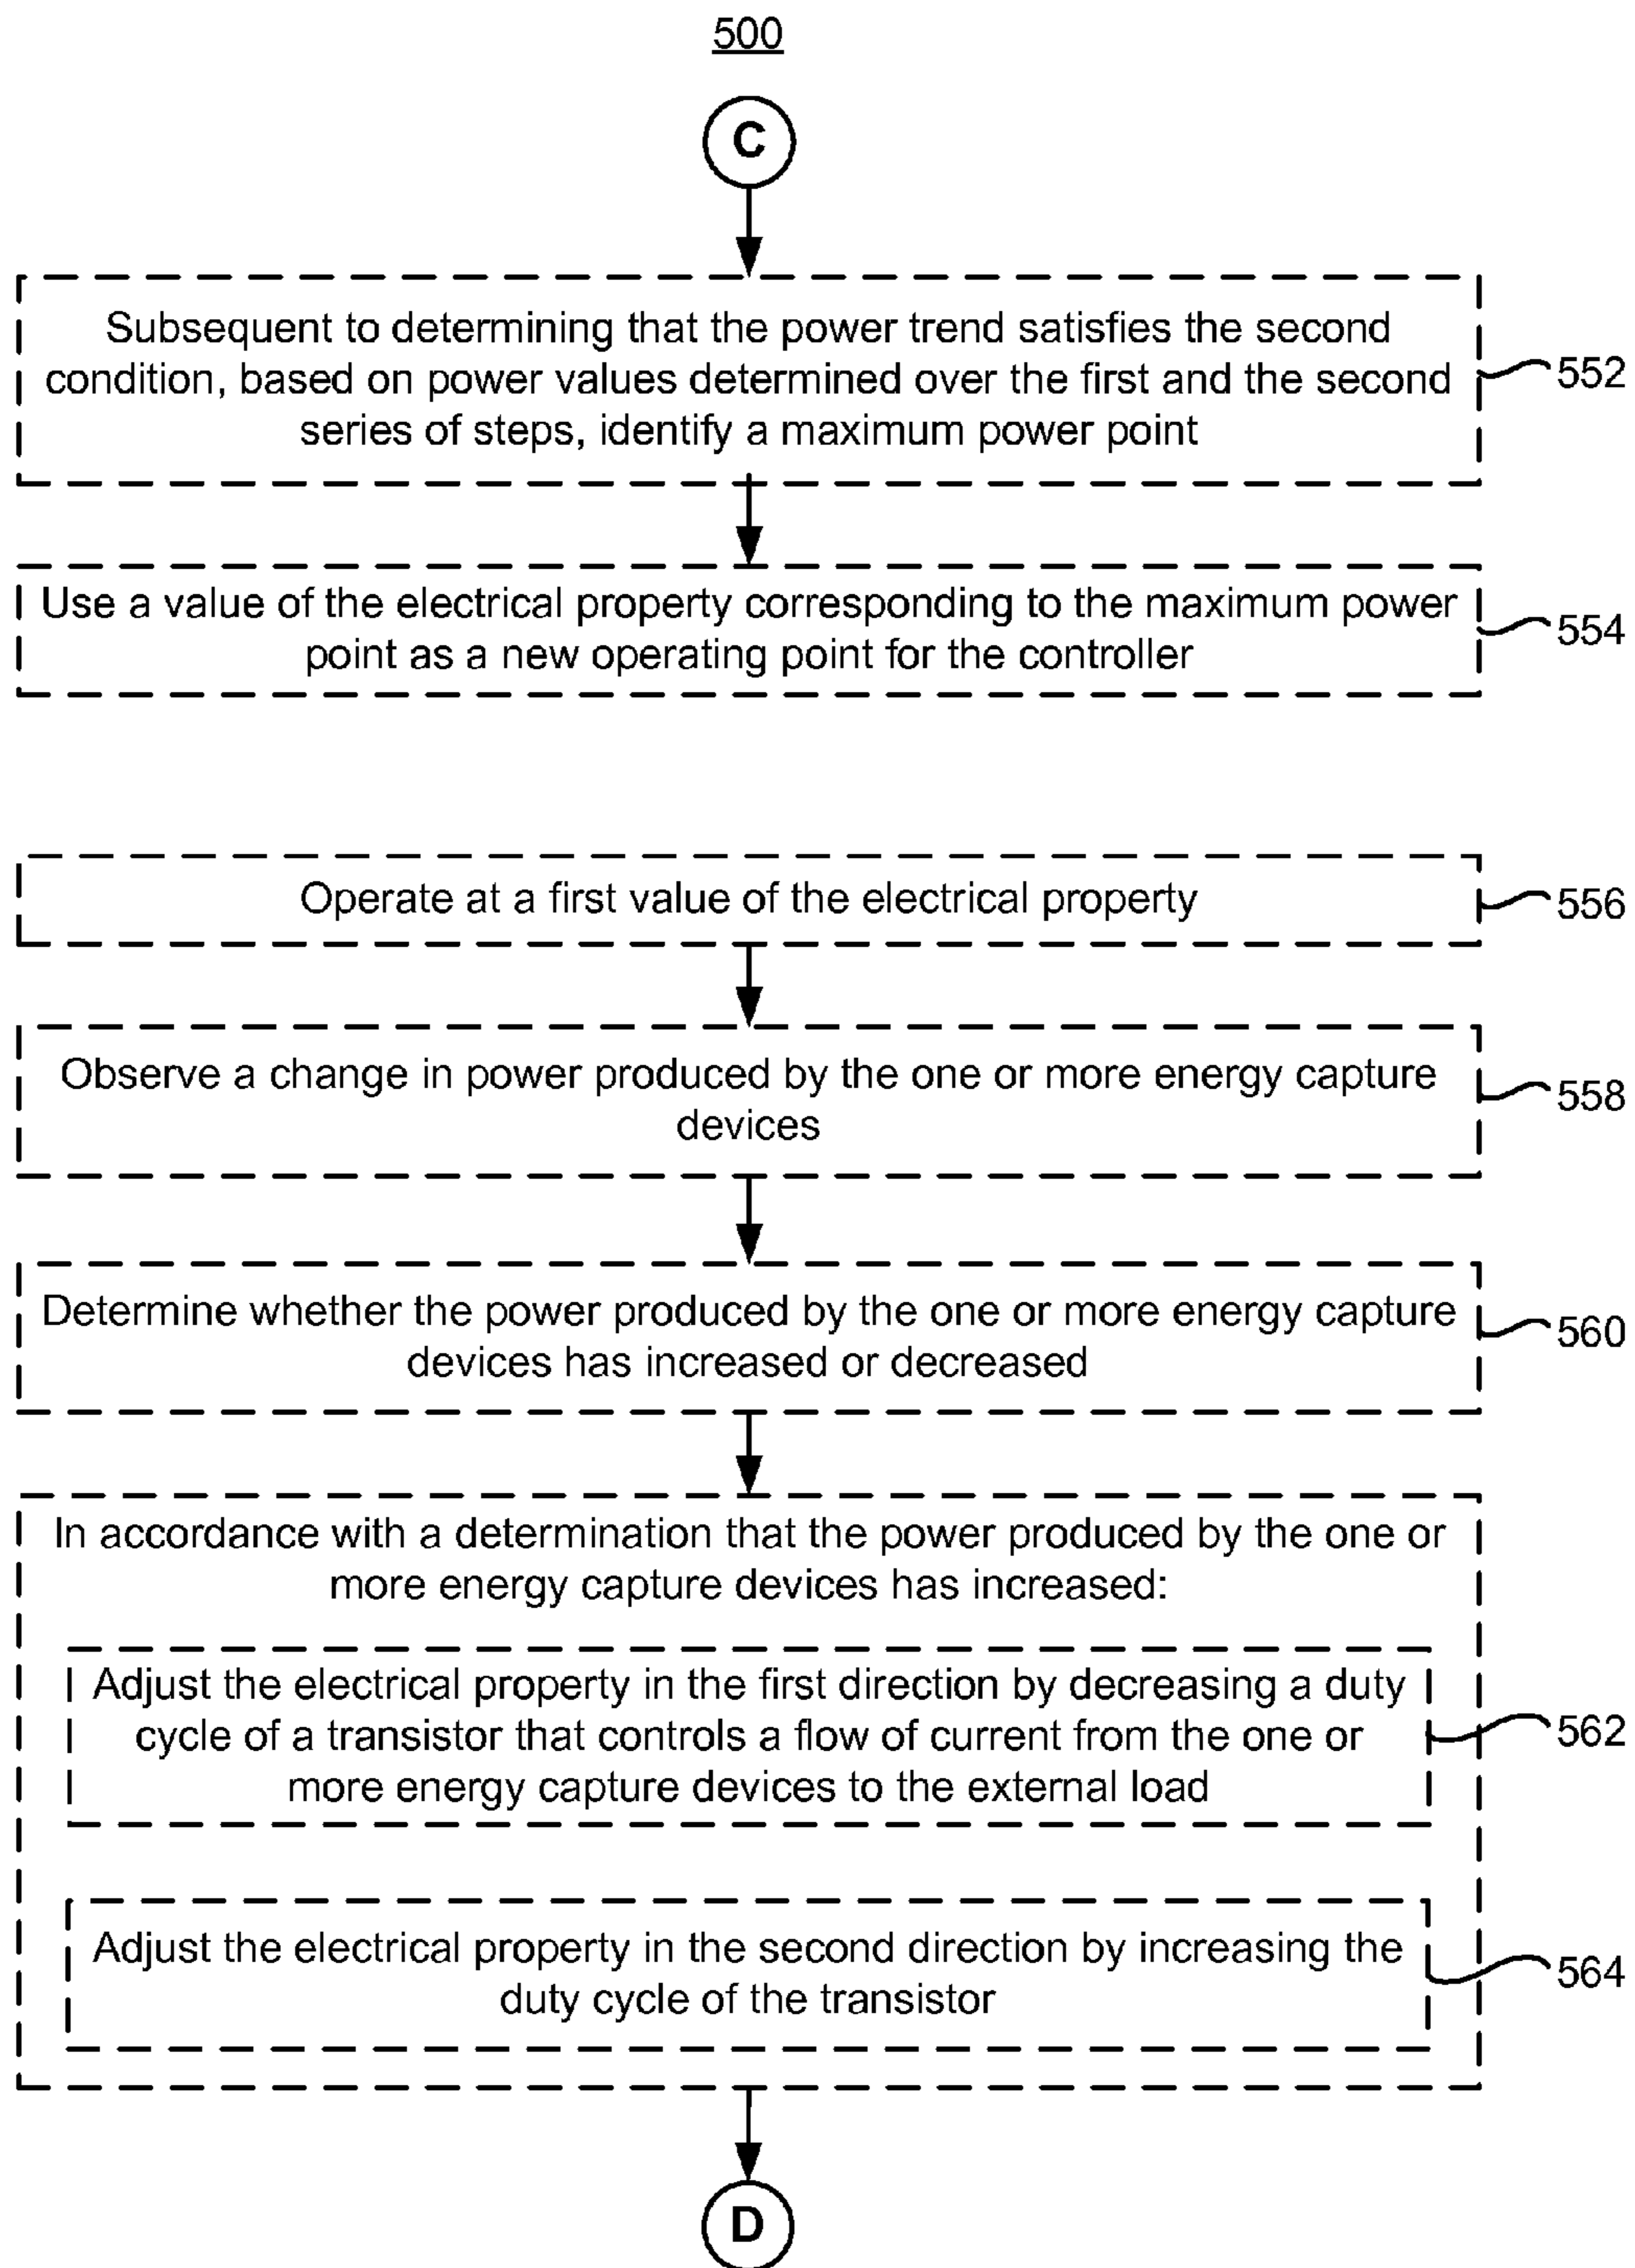 500
C
Subsequent to determining that the power trend satisfies the second
condition, based on power values determined over the first and the second
series of steps, identify a maximum power point
552
Use a value of the electrical property corresponding to the maximum power
point as a new operating point for the controller
554
Operate at a first value of the electrical property
556
Observe a change in power produced by the one or more energy capture
devices
558
Determine whether the power produced by the one or more energy capture
devices has increased or decreased
560
In accordance with a determination that the power produced by the one or
more energy capture devices has increased:
Adjust the electrical property in the first direction by decreasing a duty
cycle of a transistor that controls a flow of current from the one or
more energy capture devices to the external load
562
Adjust the electrical property in the second direction by increasing the
duty cycle of the transistor
564
D